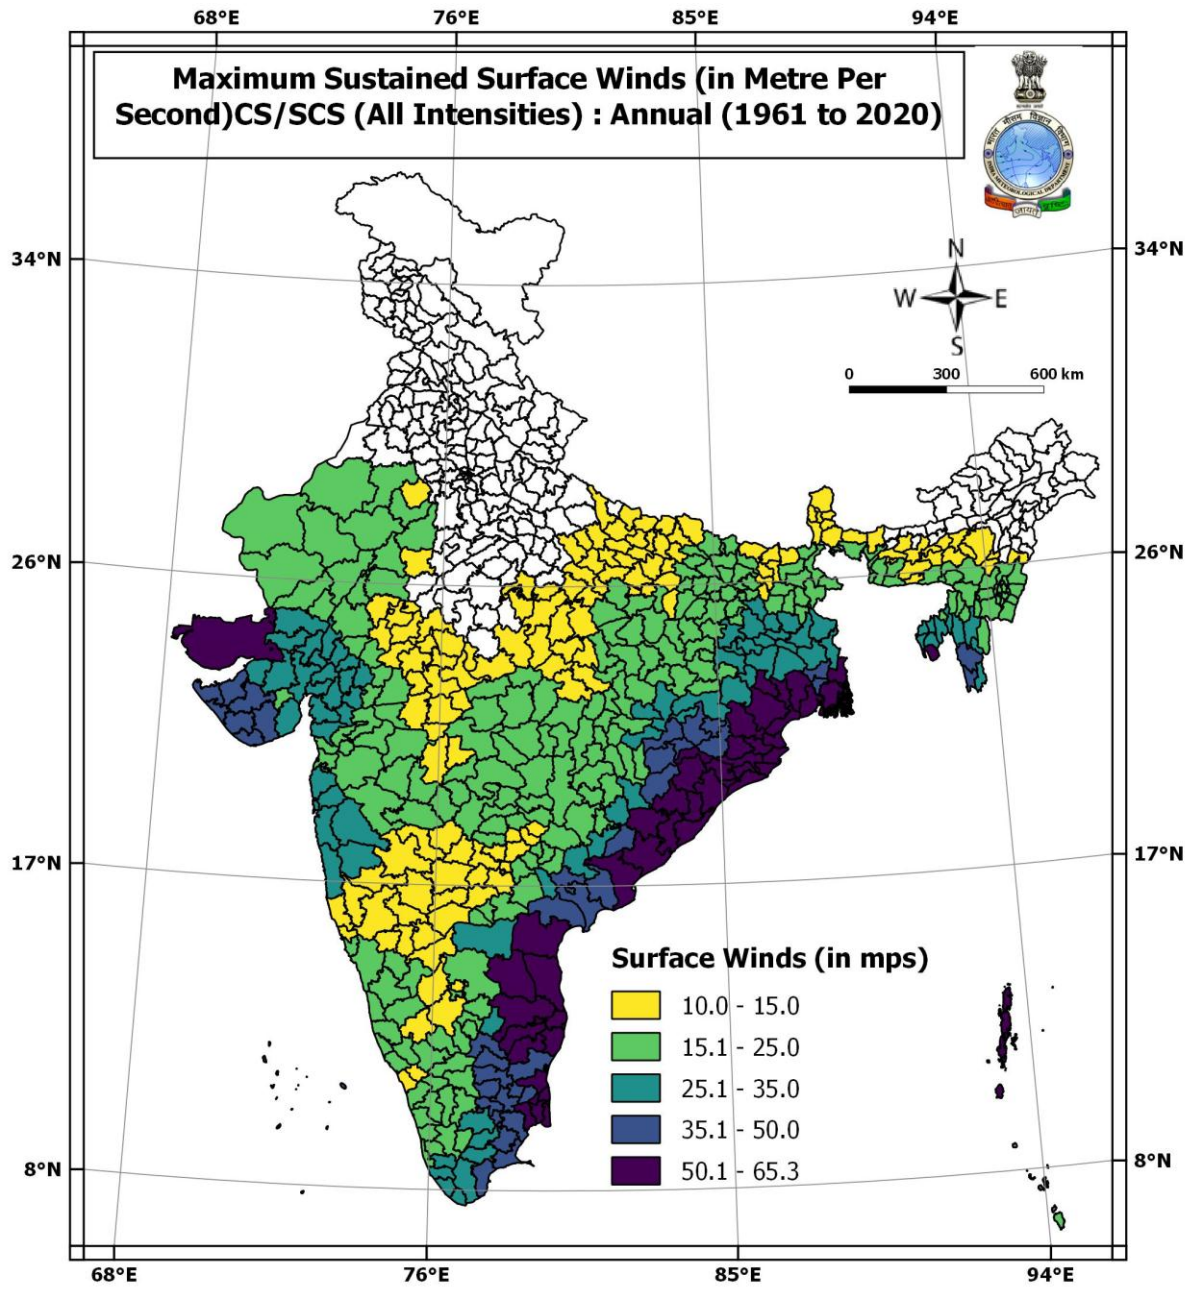 68°E 76°E 85°E 94°E
Maximum Sustained Surface Winds (in Metre Per
Second)CS/SCS (All Intensities) : Annual (1961 to 2020)
34°N
34°N
N
W E
S
0 300 600 km
26°N
26°N
17°N
17°N
Surface Winds (in mps)
10.0 - 15.0
15.1 - 25.0
25.1 - 35.0
35.1 - 50.0
50.1 - 65.3
8°N
8°N
68°E 76°E 85°E 94°E